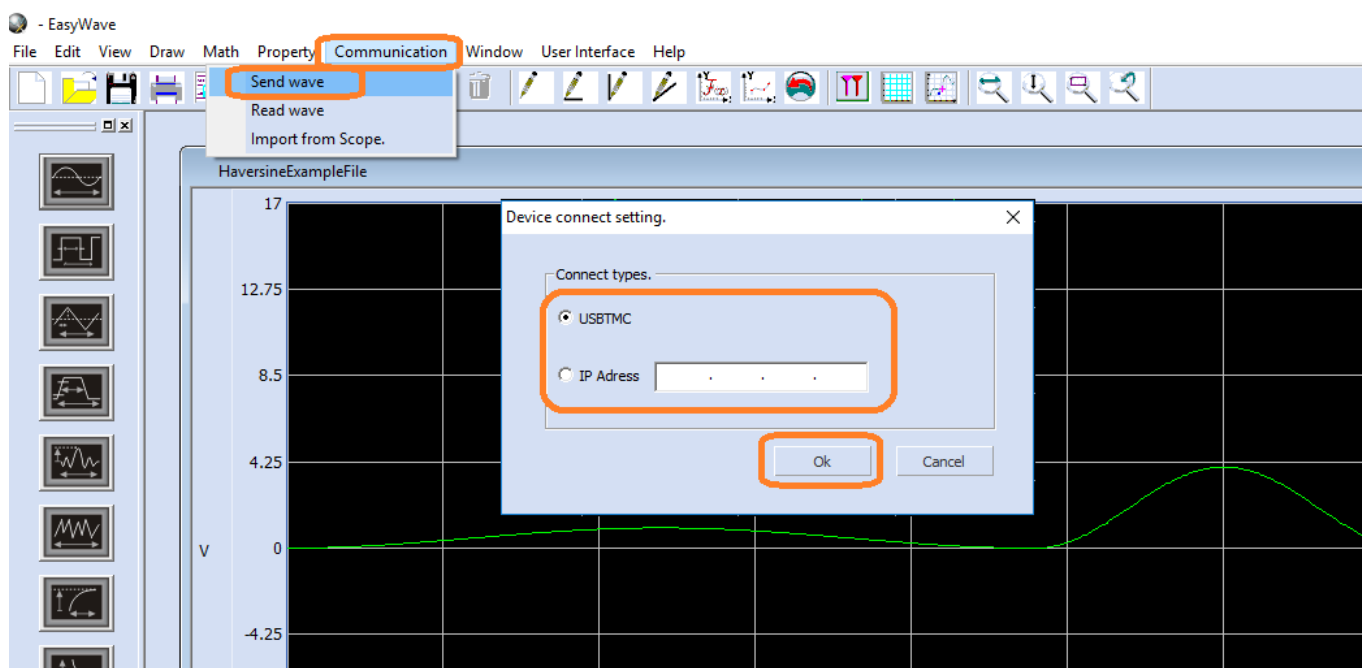 - EasyWave
File Edit View Draw Math Property Communication Window User Interface Help
Send wave
Read wave
Import from Scope.
HaversineExampleFile
17
Device connect setting.
Connect types.
12.75
USBTMC
8.5
IP Adress . . .
4.25
Ok Cancel
V 0
-4.25